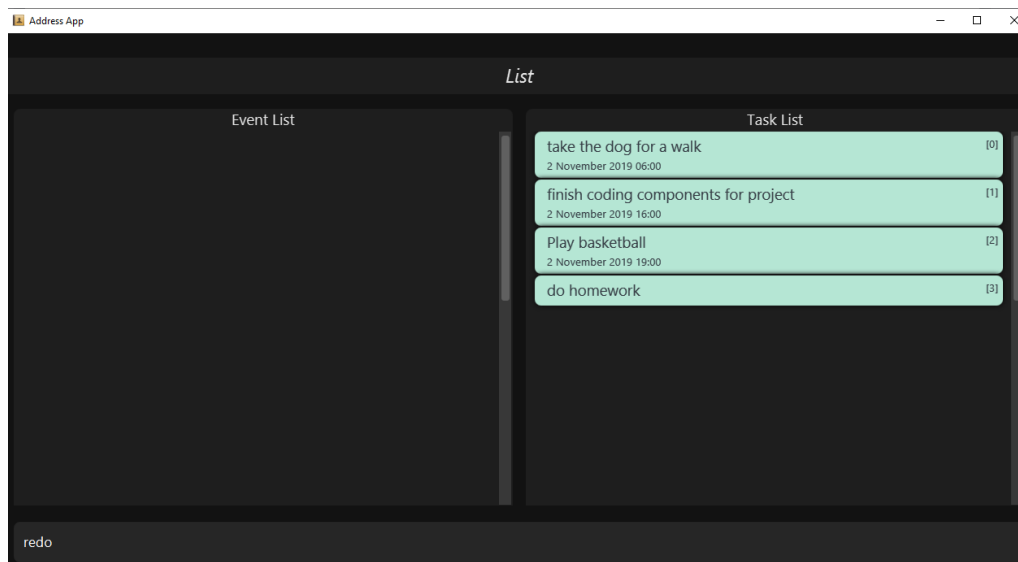 Address App
List
Event List
Task List
take the dog for a walk [0]
2 November 2019 06:00
finish coding components for project [1]
2 November 2019 16:00
Play basketball [2]
2 November 2019 19:00
do homework [3]
redo